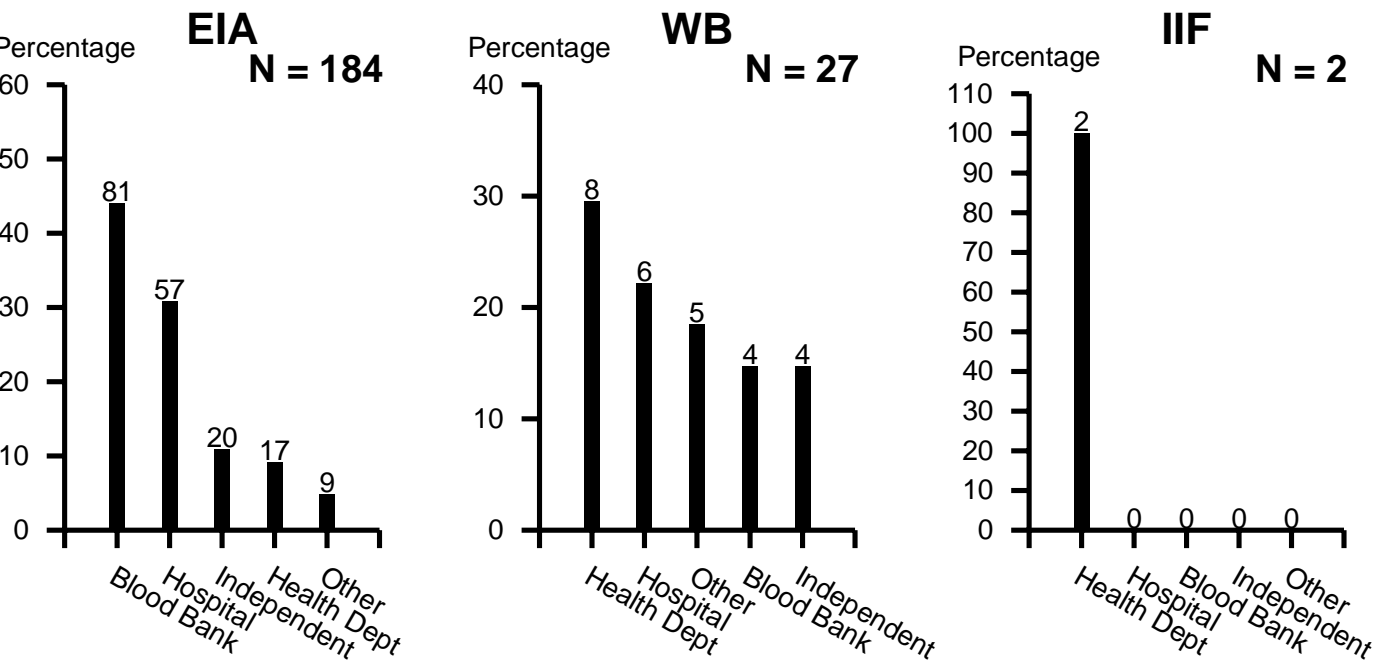 EIA
Percentage
N = 184
60
50
40
30
20
10
0
81
57
20
17
9
Blood Bank
Hospital
Independent
Health Dept
Other
WB
Percentage
N = 27
40
30
20
10
0
8
6
5
4
4
Health Dept
Hospital
Other
Blood Bank
Independent
IIF
Percentage
N = 2
110
100
90
80
70
60
50
40
30
20
10
0
2
0
0
0
0
Health Dept
Hospital
Blood Bank
Independent
Other